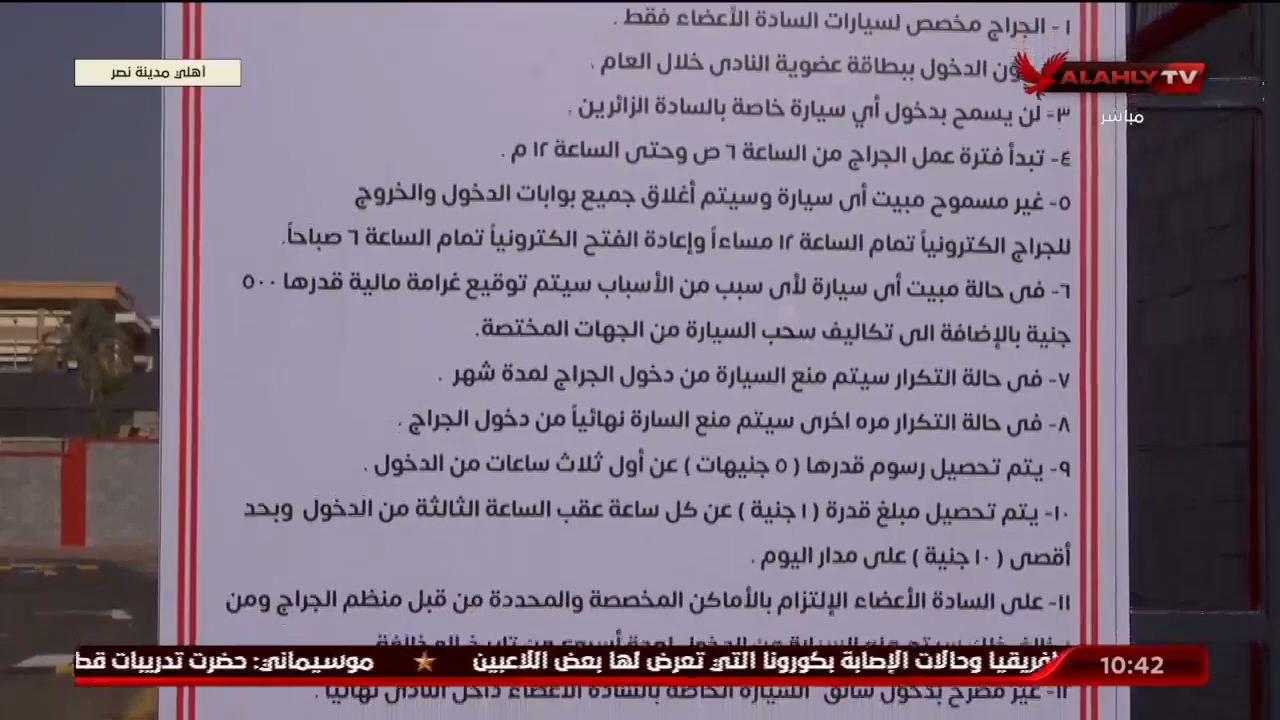 ١- الجراج مخصص لسيارات السادة الأعضاء فقط .
أهلي مدينة نصر
الدخول ببطاقة عضوية النادى خلال العام .
ALAHLY TV
مباشر
٣- لن يسمح بدخول أي سيارة خاصة بالسادة الزائرين .
٤- تبدأ فترة عمل الجراج من الساعة ٦ ص وحتى الساعة ١٢ م .
٥- غير مسموح مبيت أى سيارة وسيتم أغلاق جميع بوابات الدخول والخروج
للجراج الكترونياً تمام الساعة ١٢ مساءاً وإعادة الفتح الكترونياً تمام الساعة ٦ صباحاً.
٦- فى حالة مبيت أى سيارة لأى سبب من الأسباب سيتم توقيع غرامة مالية قدرها ٥٠٠
جنية بالإضافة الى تكاليف سحب السيارة من الجهات المختصة.
٧- فى حالة التكرار سيتم منع السيارة من دخول الجراج لمدة شهر .
٨- فى حالة التكرار مره اخرى سيتم منع السارة نهائياً من دخول الجراج .
٩- يتم تحصيل رسوم قدرها ( ٥ جنيهات ) عن أول ثلاث ساعات من الدخول .
١٠- يتم تحصيل مبلغ قدرة ( ١ جنية ) عن كل ساعة عقب الساعة الثالثة من الدخول وبحد
أقصى ( ١٠ جنية ) على مدار اليوم .
١١- على السادة الأعضاء الإلتزام بالأماكن المخصصة والمحددة من قبل منظم الجراج ومن
10:42
إفريقيا وحالات الإصابة بكورونا التي تعرض لها بعض اللاعبين ★ موسيماني: حضرت تدريبات
السيارة الخاصة بالسادة الأعضاء داخل النادى نهائياً .